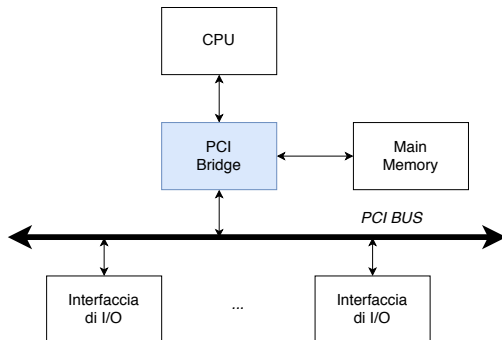 CPU
PCI
Bridge
Main
Memory
PCI BUS
Interfaccia
di I/O
...
Interfaccia
di I/O